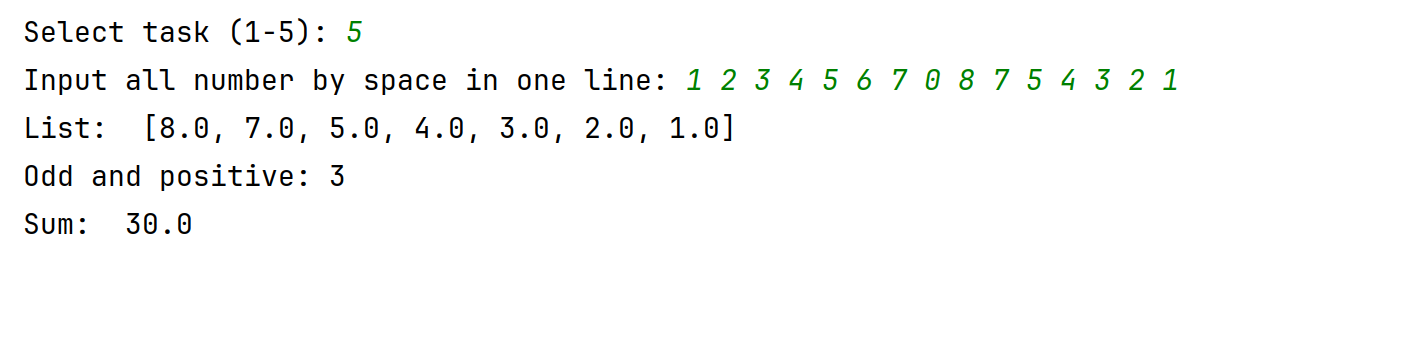 Select task (1-5): 5
Input all number by space in one line: 1 2 3 4 5 6 7 0 8 7 5 4 3 2 1
List:  [8.0, 7.0, 5.0, 4.0, 3.0, 2.0, 1.0]
Odd and positive: 3
Sum:  30.0